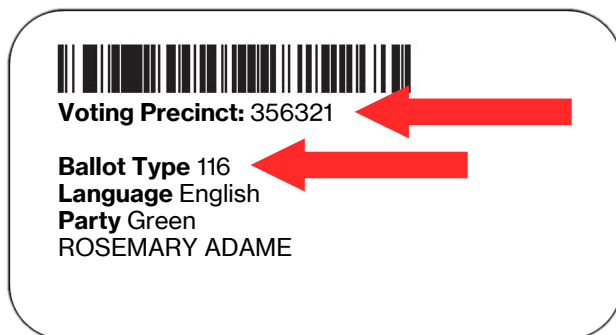 Voting Precinct: 356321
Ballot Type 116
Language English
Party Green
ROSEMARY ADAME